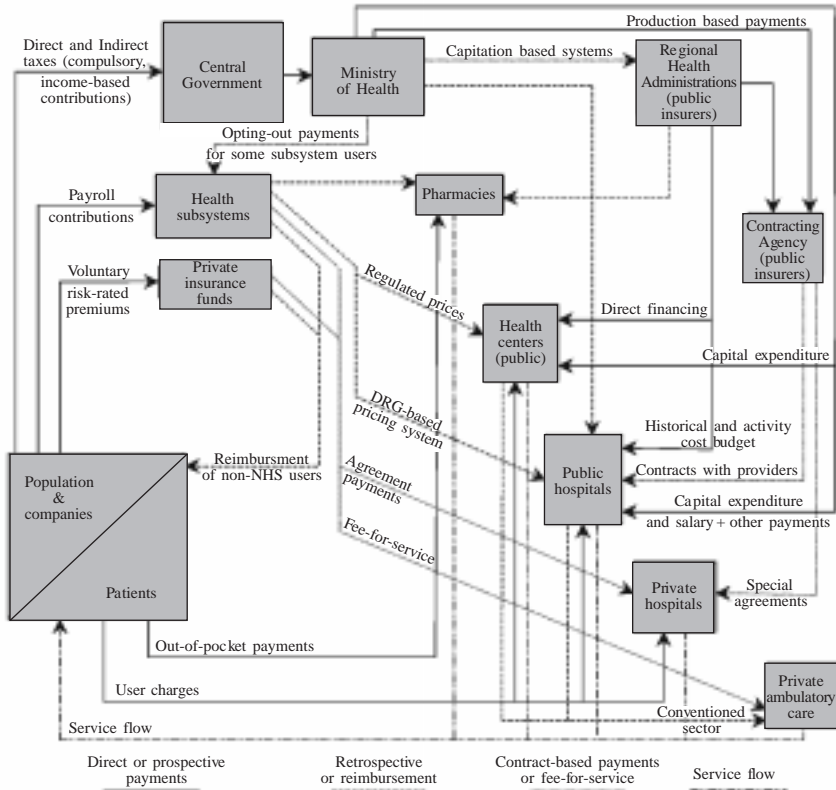 Production based payments
Direct and Indirect
taxes (compulsory,
income-based
contributions)
Central
Government
Ministry
of Health
Capitation based systems
Regional
Health
Administrations
(public
insurers)
Opting-out payments
for some subsystem users
Payroll
contributions
Health
subsystems
Pharmacies
Contracting
Agency
(public
insurers)
Voluntary
risk-rated
premiums
Private
insurance
funds
Regulated prices
Health
centers
(public)
Direct financing
Capital expenditure
DRG-based
pricing system
Historical and activity
cost budget
Reimbursment
of non-NHS users
Agreement
payments
Public
hospitals
Contracts with providers
Population
&
companies
Capital expenditure
and salary + other payments
Fee-for-service
Patients
Private
hospitals
Special
agreements
Out-of-pocket payments
User charges
Private
ambulatory
care
Conventioned
sector
Service flow
Direct or prospective
payments
Retrospective
or reimbursement
Contract-based payments
or fee-for-service
Service flow